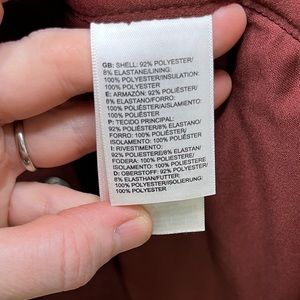 GB: SHELL: 92% POLYESTER/
8% ELASTANE/LINING:
100% POLYESTER/INSULATION:
100% POLYESTER
E: ARMAZÓN: 92% POLIÉSTER/
8% ELASTANO/FORRO:
100% POLIÉSTER/AISLAMIENTO:
100% POLIÉSTER
P: TECIDO PRINCIPAL:
92% POLIÉSTER/8% ELASTANO/
FORRO: 100% POLIÉSTER/
ISOLAMENTO: 100% POLIÉSTER
I: RIVESTIMENTO:
92% POLIESTERE/8% ELASTAN/
FODERA: 100% POLIESTERE/
ISOLAMENTO: 100% POLIESTERE
D: OBERSTOFF: 92% POLYESTER/
8% ELASTHAN/FUTTER:
100% POLYESTER/ISOLIERUNG:
100% POLYESTER